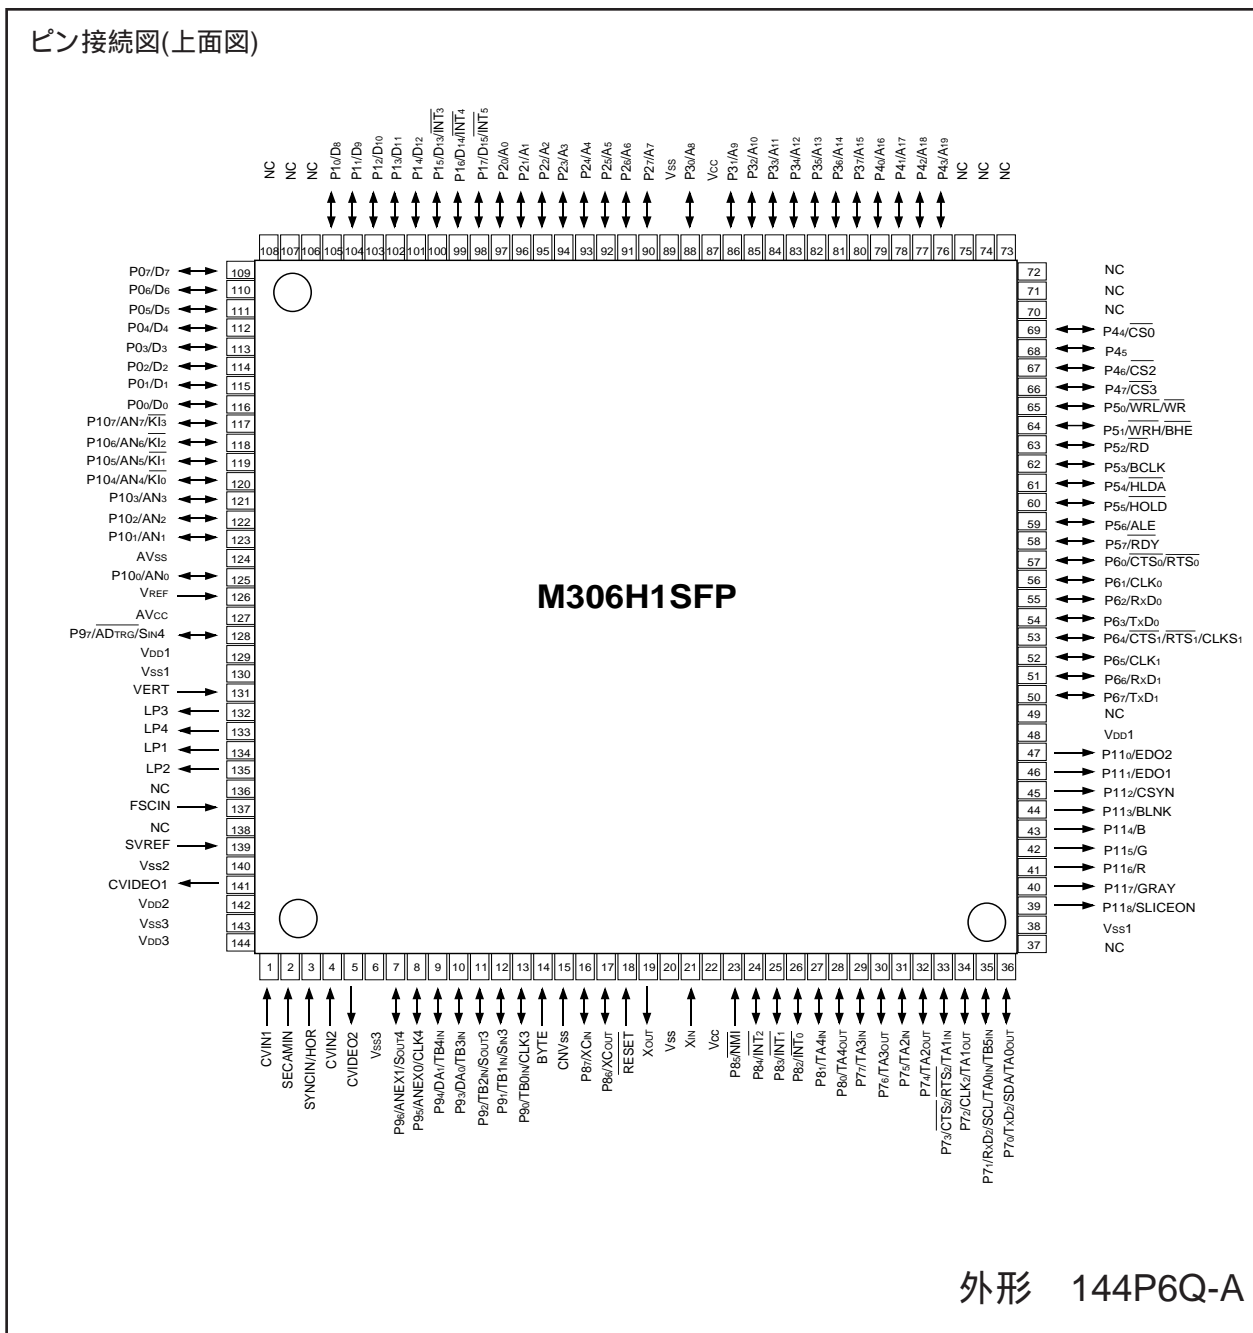 ピン接続図(上面図)
NC
NC
NC
P10/D8
P11/D9
P12/D10
P13/D11
P14/D12
P15/D13/INT3
P16/D14/INT4
P17/D15/INT5
P20/A0
P21/A1
P22/A2
P23/A3
P24/A4
P25/A5
P26/A6
P27/A7
Vss
P30/A8
Vcc
P31/A9
P32/A10
P33/A11
P34/A12
P35/A13
P36/A14
P37/A15
P40/A16
P41/A17
P42/A18
P43/A19
NC
NC
NC
108 107 106 105 104 103 102 101 100 99 98 97 96 95 94 93 92 91 90 89 88 87 86 85 84 83 82 81 80 79 78 77 76 75 74 73
P07/D7 109
P06/D6 110
P05/D5 111
P04/D4 112
P03/D3 113
P02/D2 114
P01/D1 115
P00/D0 116
P107/AN7/KI3 117
P106/AN6/KI2 118
P105/AN5/KI1 119
P104/AN4/KI0 120
P103/AN3 121
P102/AN2 122
P101/AN1 123
AVss 124
P100/AN0 125
VREF 126
AVcc 127
P97/ADTRG/SIN4 128
VDD1 129
Vss1 130
VERT 131
LP3 132
LP4 133
LP1 134
LP2 135
NC 136
FSCIN 137
NC 138
SVREF 139
Vss2 140
CVIDEO1 141
VDD2 142
Vss3 143
VDD3 144
M306H1SFP
72 NC
71 NC
70 NC
69 P44/CS0
68 P45
67 P46/CS2
66 P47/CS3
65 P50/WRL/WR
64 P51/WRH/BHE
63 P52/RD
62 P53/BCLK
61 P54/HLDA
60 P55/HOLD
59 P56/ALE
58 P57/RDY
57 P60/CTS0/RTS0
56 P61/CLK0
55 P62/RxD0
54 P63/TxD0
53 P64/CTS1/RTS1/CLKS1
52 P65/CLK1
51 P66/RxD1
50 P67/TxD1
49 NC
48 VDD1
47 P110/EDO2
46 P111/EDO1
45 P112/CSYN
44 P113/BLNK
43 P114/B
42 P115/G
41 P116/R
40 P117/GRAY
39 P118/SLICEON
38 Vss1
37 NC
1 2 3 4 5 6 7 8 9 10 11 12 13 14 15 16 17 18 19 20 21 22 23 24 25 26 27 28 29 30 31 32 33 34 35 36
CVIN1
SECAMIN
SYNCIN/HOR
CVIN2
CVIDEO2
Vss3
P96/ANEX1/SOUT4
P95/ANEX0/CLK4
P94/DA1/TB4IN
P93/DA0/TB3IN
P92/TB2IN/SOUT3
P91/TB1IN/SIN3
P90/TB0IN/CLK3
BYTE
CNVss
P87/XCIN
P86/XCOUT
RESET
XOUT
Vss
XIN
Vcc
P85/NMI
P84/INT2
P83/INT1
P82/INT0
P81/TA4IN
P80/TA4OUT
P77/TA3IN
P76/TA3OUT
P75/TA2IN
P74/TA2OUT
P73/CTS2/RTS2/TA1IN
P72/CLK2/TA1OUT
P71/RxD2/SCL/TA0IN/TB5IN
P70/TxD2/SDA/TA0OUT
外形 144P6Q-A